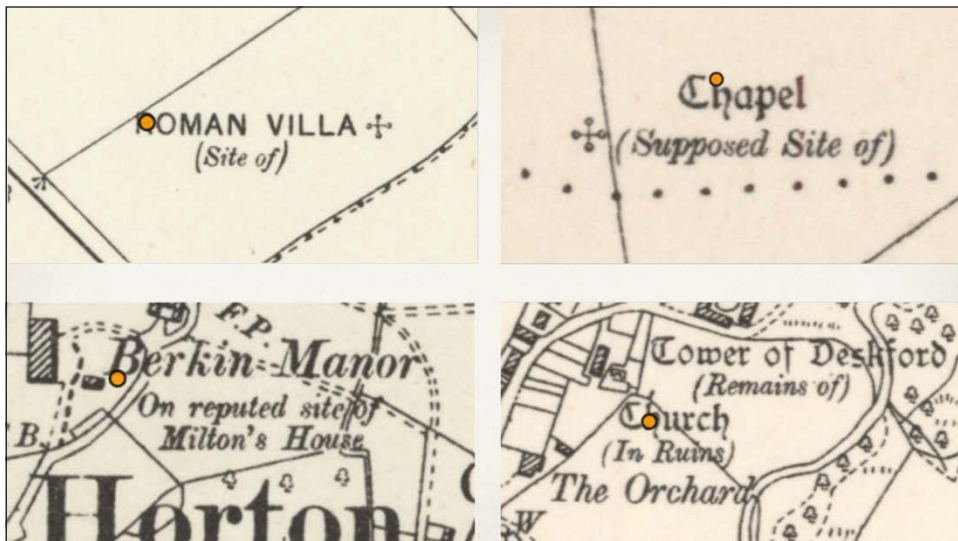 ROMAN VILLA
(Site of)
Chapel
(Supposed Site of)
F.P.
Berkin Manor
On reputed site of
Milton's House
B
Horton
Tower of Deskford
(Remains of)
Church
(In Ruins)
The Orchard
W